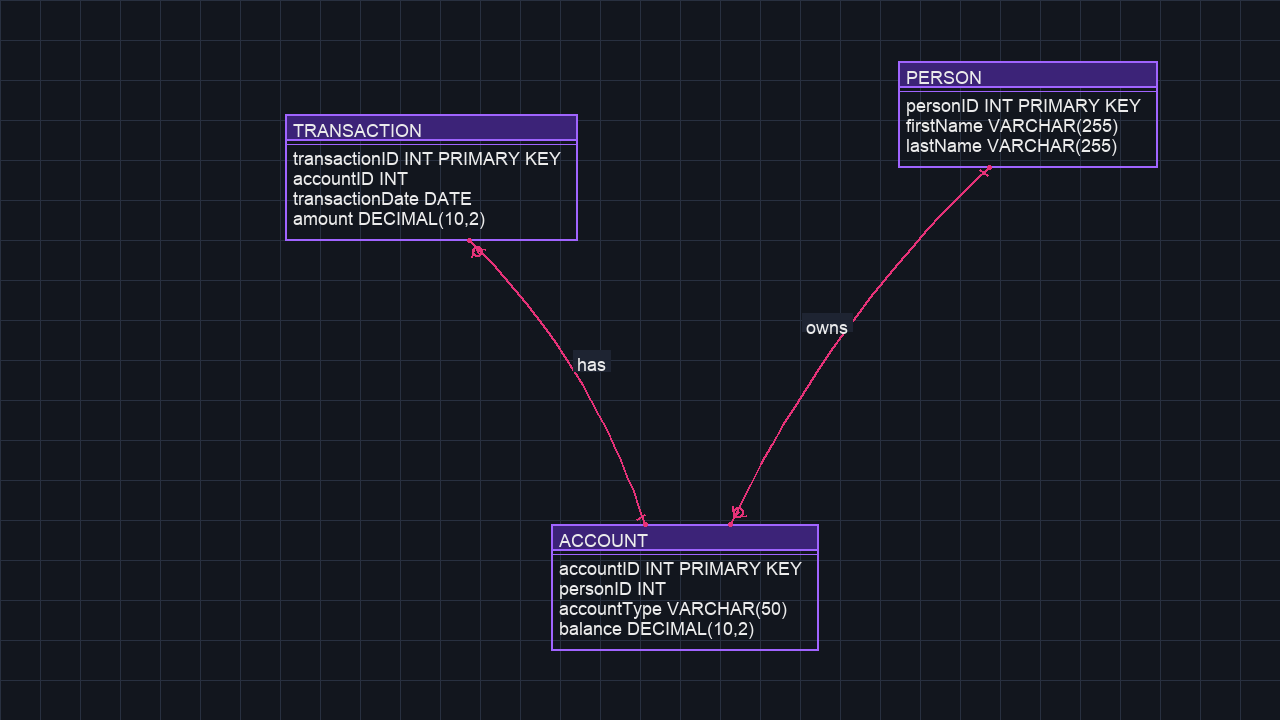 PERSON
personID INT PRIMARY KEY
firstName VARCHAR(255)
lastName VARCHAR(255)
TRANSACTION
transactionID INT PRIMARY KEY
accountID INT
transactionDate DATE
amount DECIMAL(10,2)
owns
has
ACCOUNT
accountID INT PRIMARY KEY
personID INT
accountType VARCHAR(50)
balance DECIMAL(10,2)